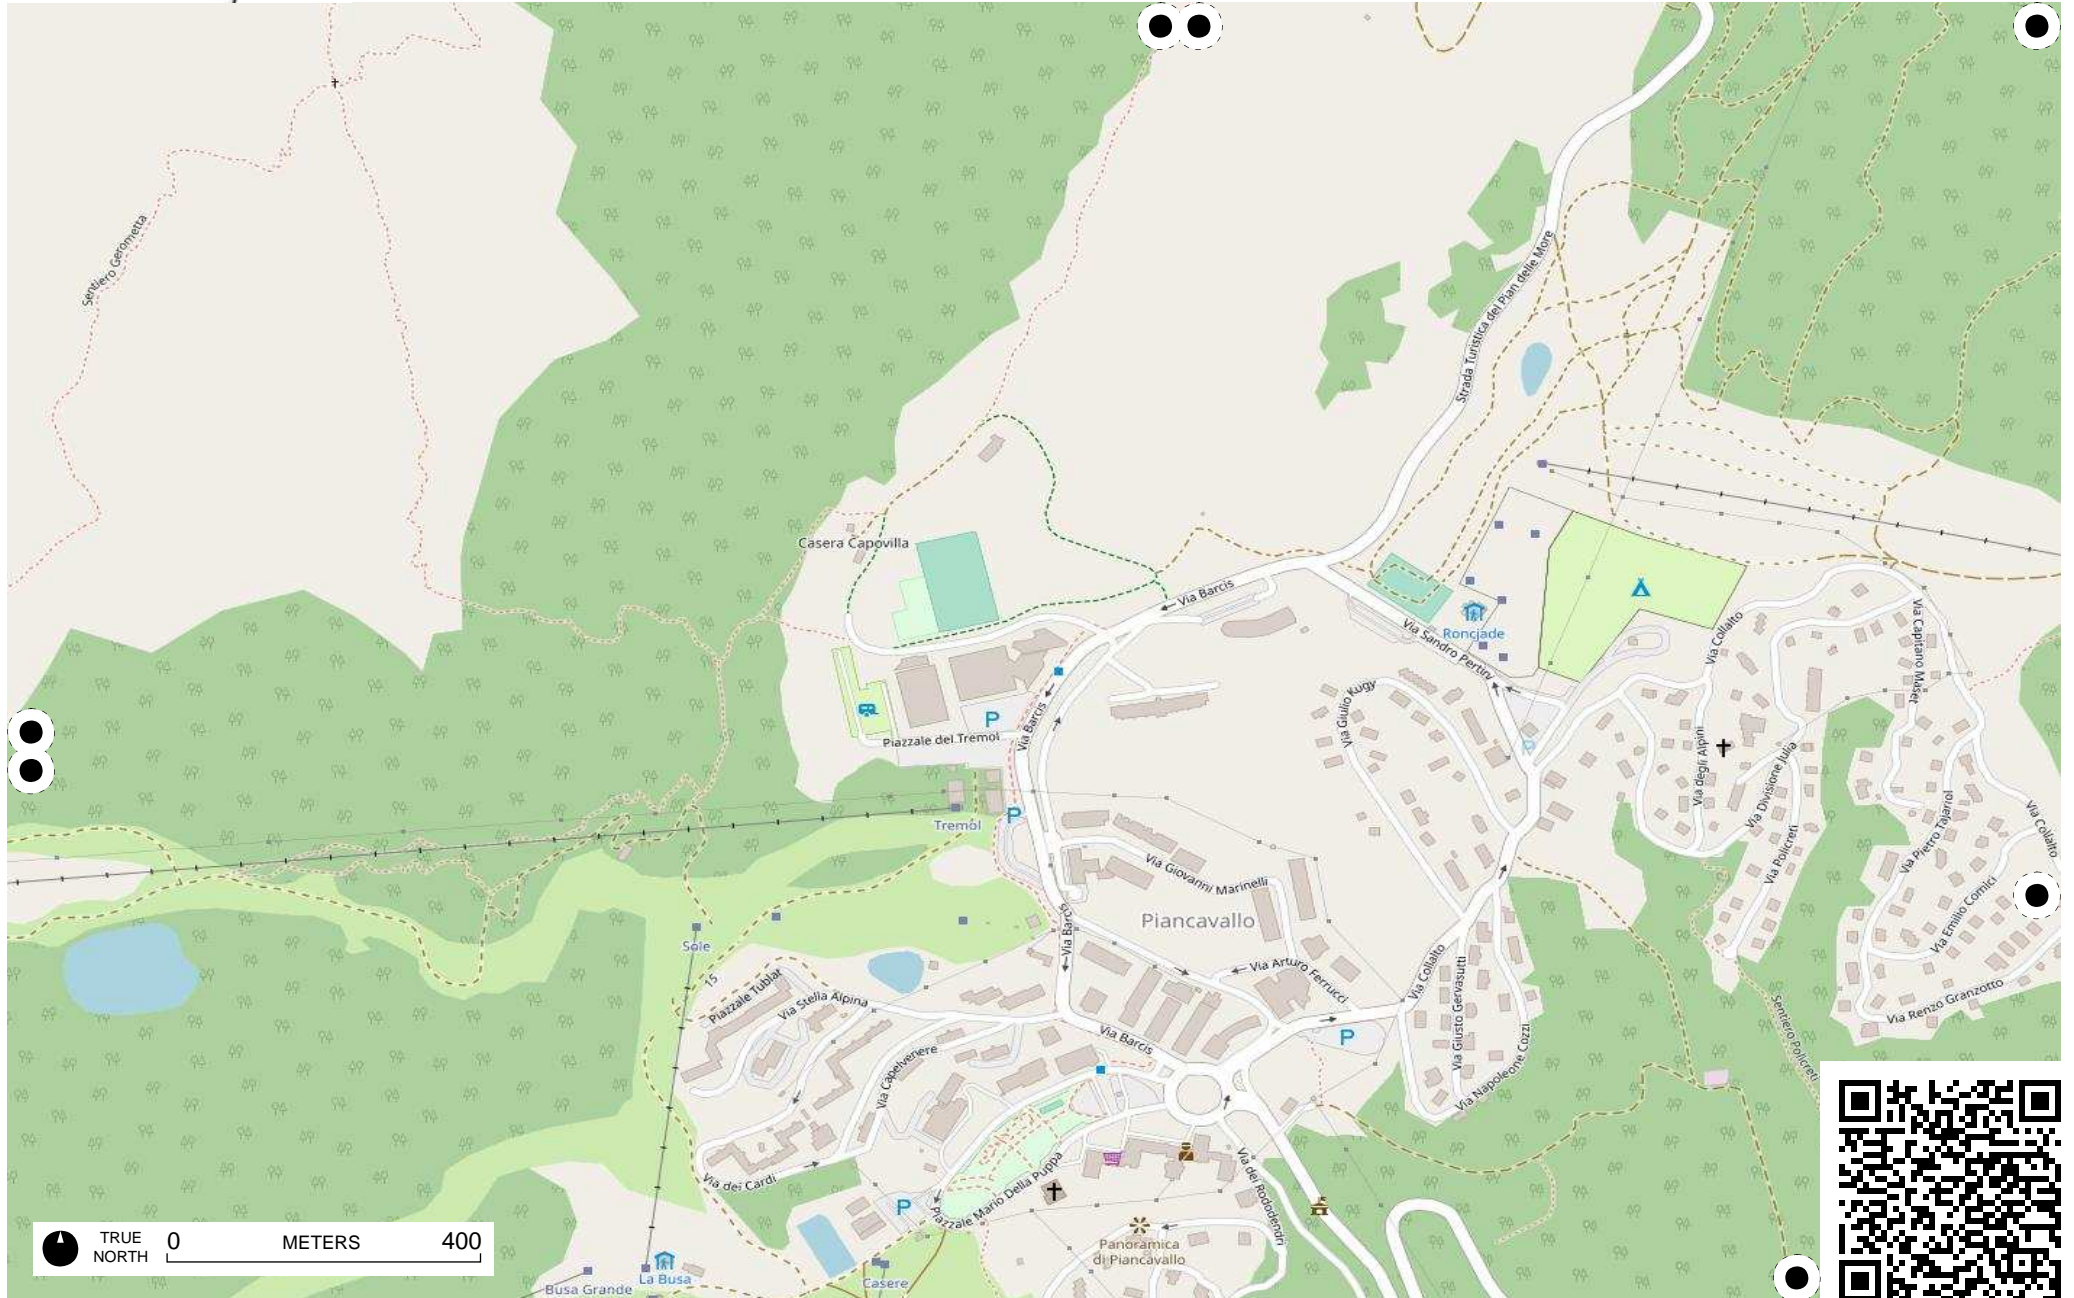 Sentiero Gerometta
Strada Turistica del Pian delle More
Casera Capovilla
Via Barcis
Via Sandro Pertini
Roncjade
Via Collalto
Via Capitano Maset
Via Giulio Kugy
P
Piazzale del Tremol
Via Barcis
P
Via degli Alpini
Via Divisione Julia
Tremol
P
Via Policreti
Via Pietro Tajariol
Via Collalto
Via Giovanni Marinelli
Piancavallo
Via Emilio Comici
Via Barcis
Sole
15
Piazzale Tublat
Via Stella Alpina
Via Arturo Ferrucci
Via Collalto
Via Giusto Gervasutti
Via Renzo Granzotto
Sentiero Policreti
P
Via Barcis
Via Capelvenere
Via Napoleone Cozzi
Via dei Cardi
Piazzale Mario Della Puppa
Via dei Rododendri
P
TRUE
NORTH
0 METERS 400
Panoramica
di Piancavallo
La Busa
Busa Grande
Casere